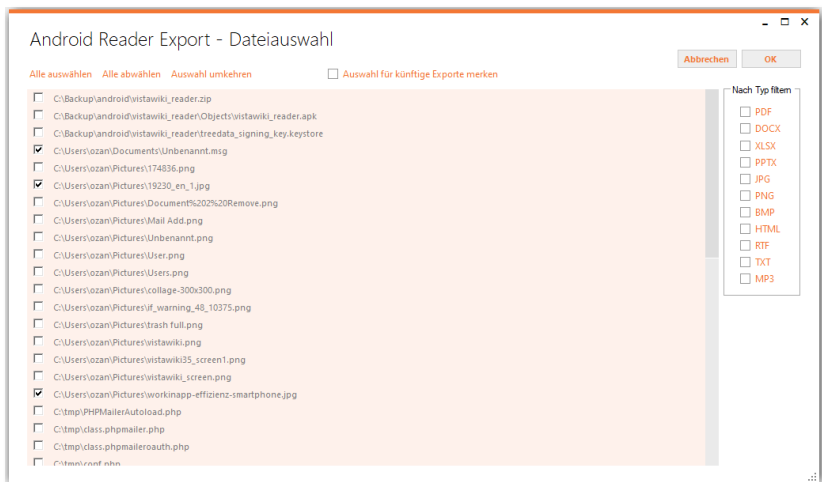 Android Reader Export - Dateiauswahl
Abbrechen OK
Alle auswählen Alle abwählen Auswahl umkehren Auswahl für künftige Exporte merken
C:\Backup\android\vistawiki_reader.zip
C:\Backup\android\vistawiki_reader\Objects\vistawiki_reader.apk
C:\Backup\android\vistawiki_reader\treedata_signing_key.keystore
C:\Users\ozan\Documents\Unbenannt.msg
C:\Users\ozan\Pictures\174836.png
C:\Users\ozan\Pictures\19230_en_1.jpg
C:\Users\ozan\Pictures\Document%202%20Remove.png
C:\Users\ozan\Pictures\Mail Add.png
C:\Users\ozan\Pictures\Unbenannt.png
C:\Users\ozan\Pictures\User.png
C:\Users\ozan\Pictures\Users.png
C:\Users\ozan\Pictures\collage-300x300.png
C:\Users\ozan\Pictures\if_warning_48_10375.png
C:\Users\ozan\Pictures\trash full.png
C:\Users\ozan\Pictures\vistawiki.png
C:\Users\ozan\Pictures\vistawiki35_screen1.png
C:\Users\ozan\Pictures\vistawiki_screen.png
C:\Users\ozan\Pictures\workinapp-effizienz-smartphone.jpg
C:\tmp\PHPMailerAutoload.php
C:\tmp\class.phpmailer.php
C:\tmp\class.phpmaileroauth.php
C:\tmp\conf.php
Nach Typ filtern
PDF
DOCX
XLSX
PPTX
JPG
PNG
BMP
HTML
RTF
TXT
MP3